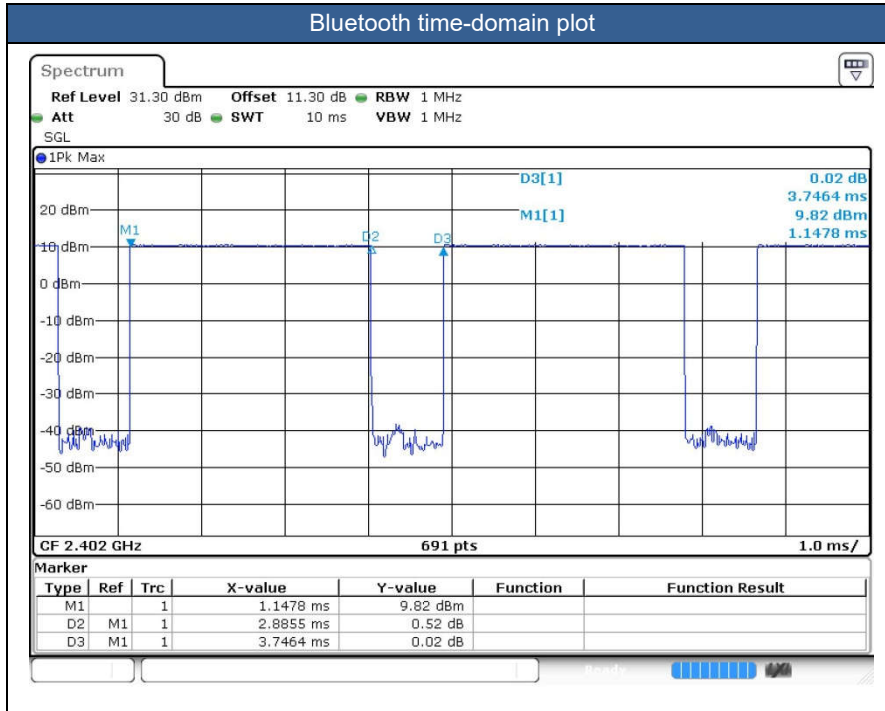 Bluetooth time-domain plot
Spectrum
Ref Level 31.30 dBm Offset 11.30 dB RBW 1 MHz
Att 30 dB SWT 10 ms VBW 1 MHz
SGL
1Pk Max
D3[1] 0.02 dB
3.7464 ms
20 dBm
M1[1] 9.82 dBm
1.1478 ms
M1 D2 D3
10 dBm
0 dBm
-10 dBm
-20 dBm
-30 dBm
-40 dBm
-50 dBm
-60 dBm
CF 2.402 GHz 691 pts 1.0 ms/
Marker
Type Ref Trc X-value Y-value Function Function Result
M1 1 1.1478 ms 9.82 dBm
D2 M1 1 2.8855 ms 0.52 dB
D3 M1 1 3.7464 ms 0.02 dB
Ready